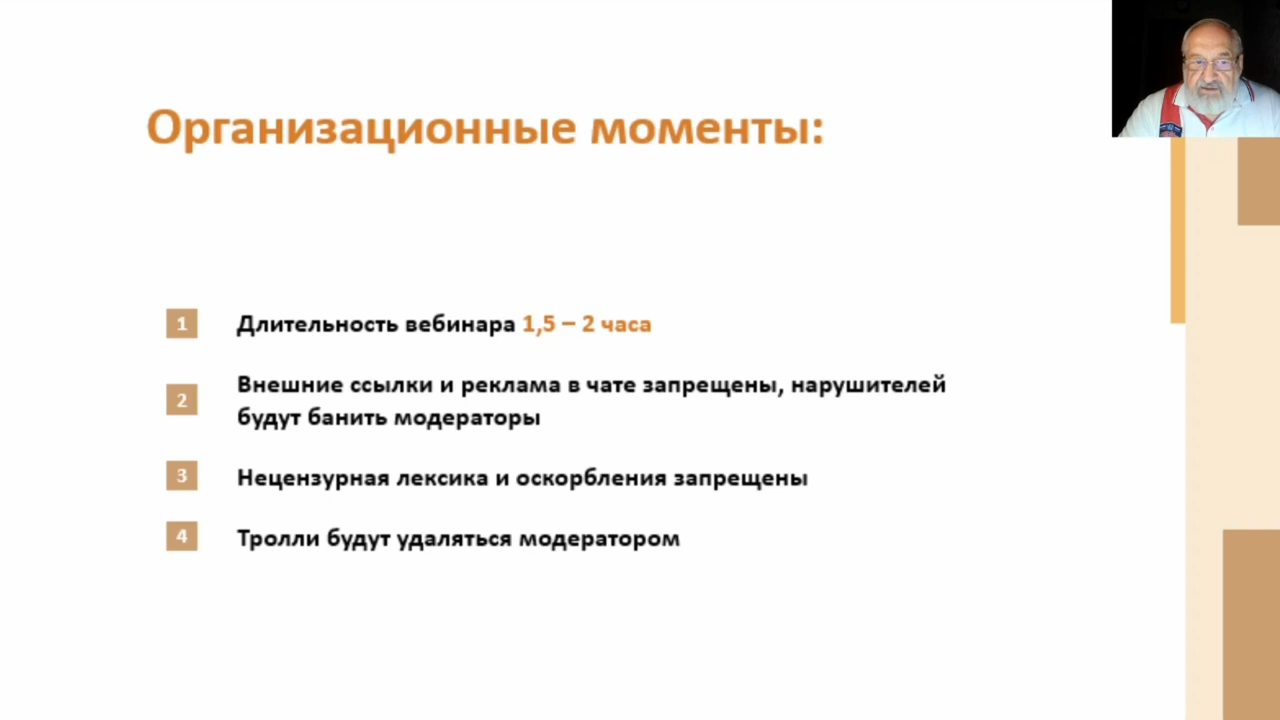 Организационные моменты:
1 Длительность вебинара 1,5 – 2 часа
2 Внешние ссылки и реклама в чате запрещены, нарушителей
будут банить модераторы
3 Нецензурная лексика и оскорбления запрещены
4 Тролли будут удаляться модератором